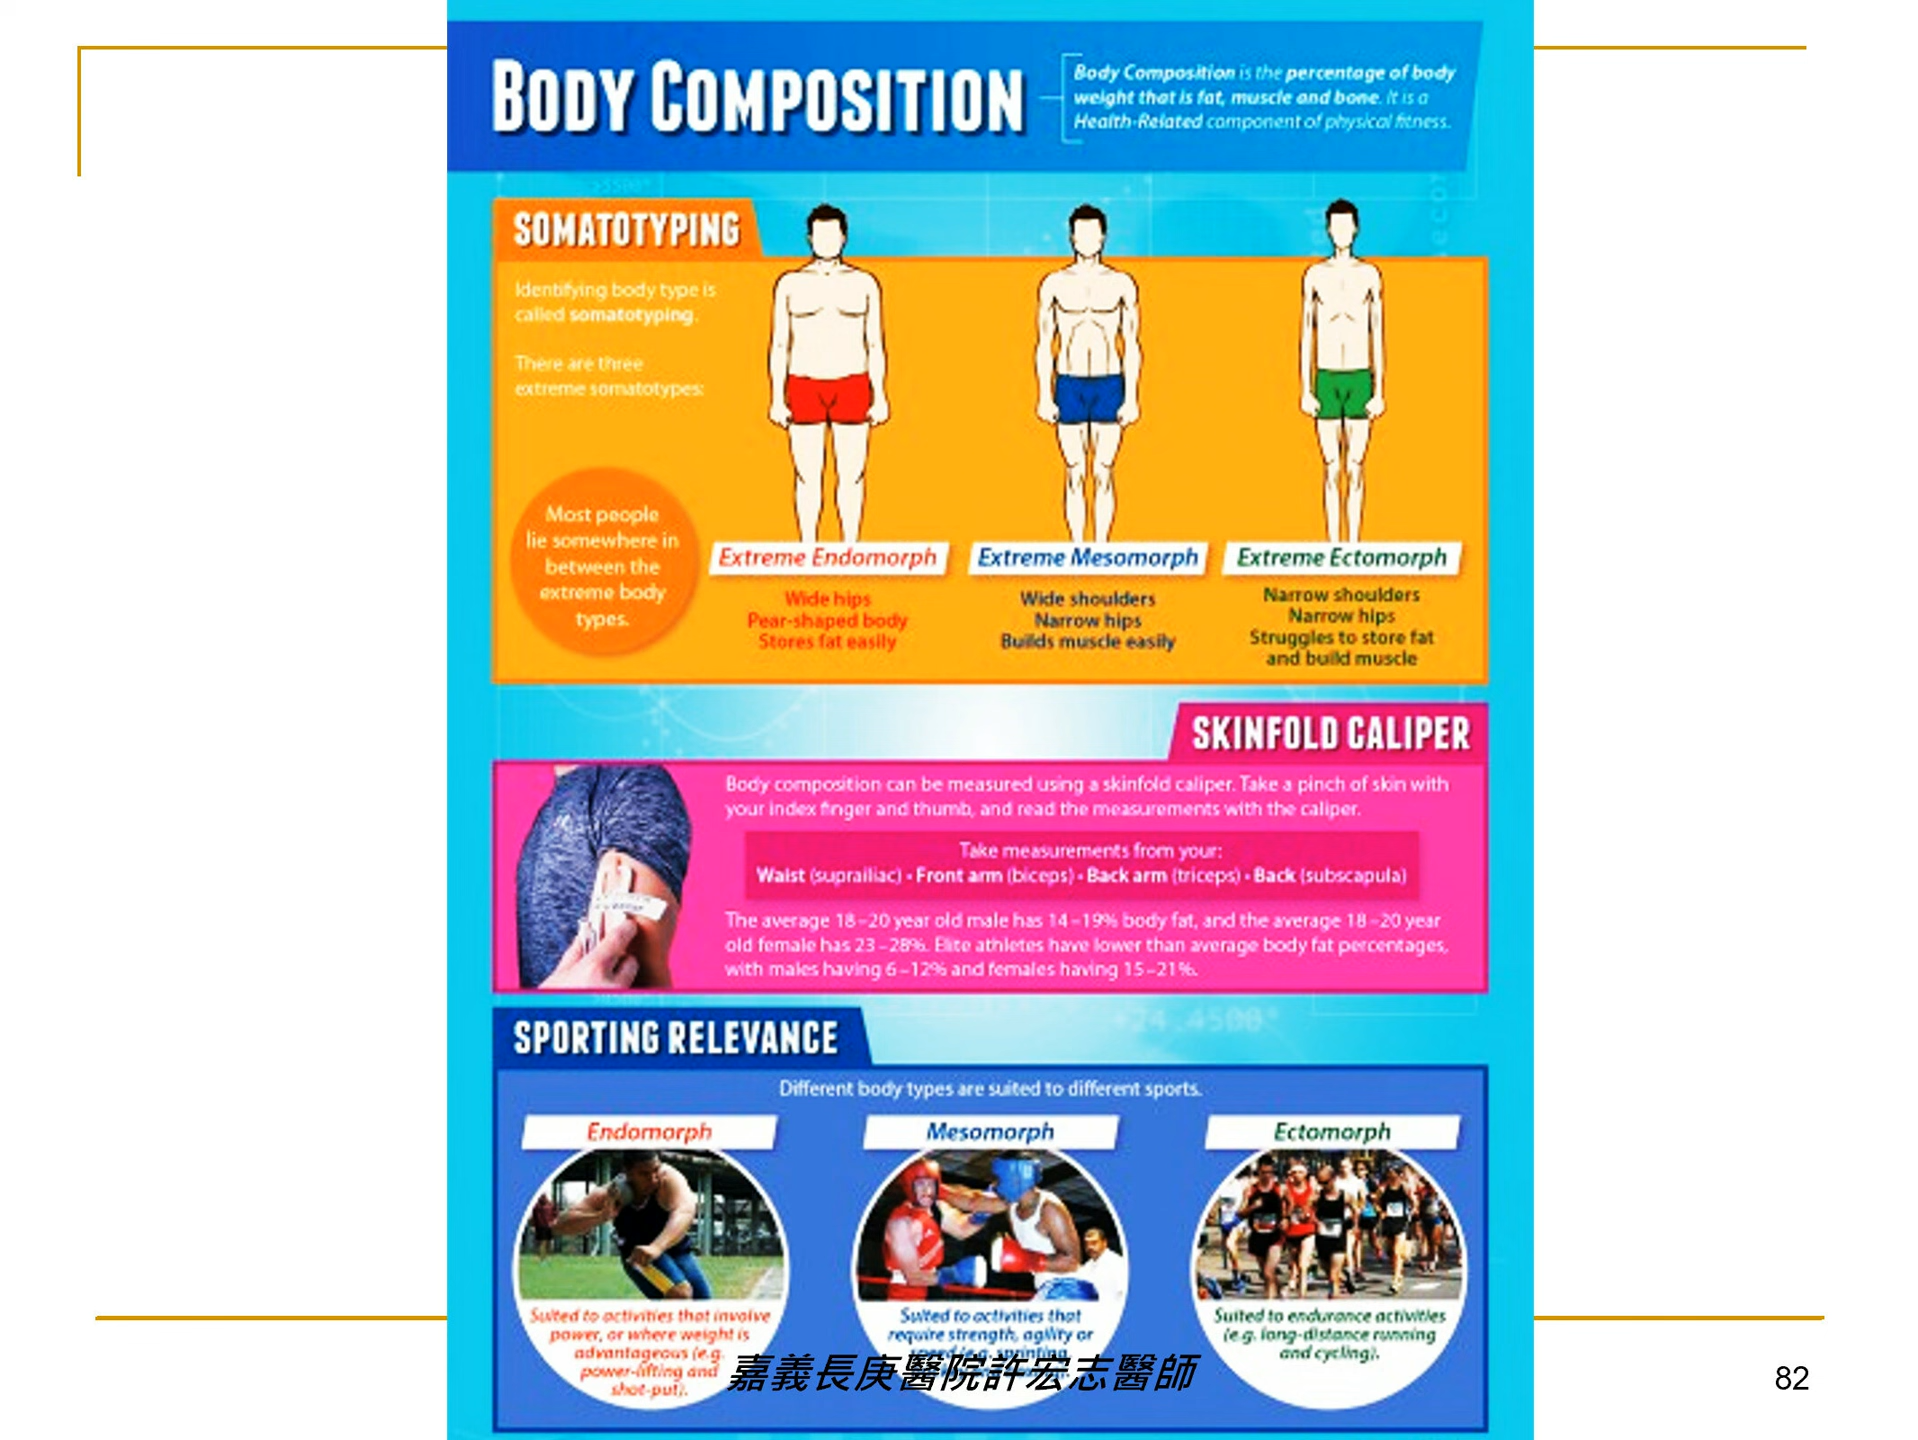 BODY COMPOSITION
Body Composition is the percentage of body
weight that is fat, muscle and bone. It is a
Health-Related component of physical fitness.
SOMATOTYPING
Identifying body type is
called somatotyping.
There are three
extreme somatotypes:
Most people
lie somewhere in
between the
extreme body
types.
Extreme Endomorph
Wide hips
Pear-shaped body
Stores fat easily
Extreme Mesomorph
Wide shoulders
Narrow hips
Builds muscle easily
Extreme Ectomorph
Narrow shoulders
Narrow hips
Struggles to store fat
and build muscle
SKINFOLD CALIPER
Body composition can be measured using a skinfold caliper. Take a pinch of skin with
your index finger and thumb, and read the measurements with the caliper.
Take measurements from your:
Waist (suprailiac) • Front arm (biceps) • Back arm (triceps) • Back (subscapula)
The average 18–20 year old male has 14–19% body fat, and the average 18–20 year
old female has 23–28%. Elite athletes have lower than average body fat percentages,
with males having 6–12% and females having 15–21%.
+24.4500°
SPORTING RELEVANCE
Different body types are suited to different sports.
Endomorph
Suited to activities that involve
power, or where weight is
advantageous (e.g.
power-lifting and
shot-put).
Mesomorph
Suited to activities that
require strength, agility or
speed (e.g. sprinting,
Ectomorph
Suited to endurance activities
(e.g. long-distance running
and cycling).
嘉義長庚醫院許宏志醫師
82